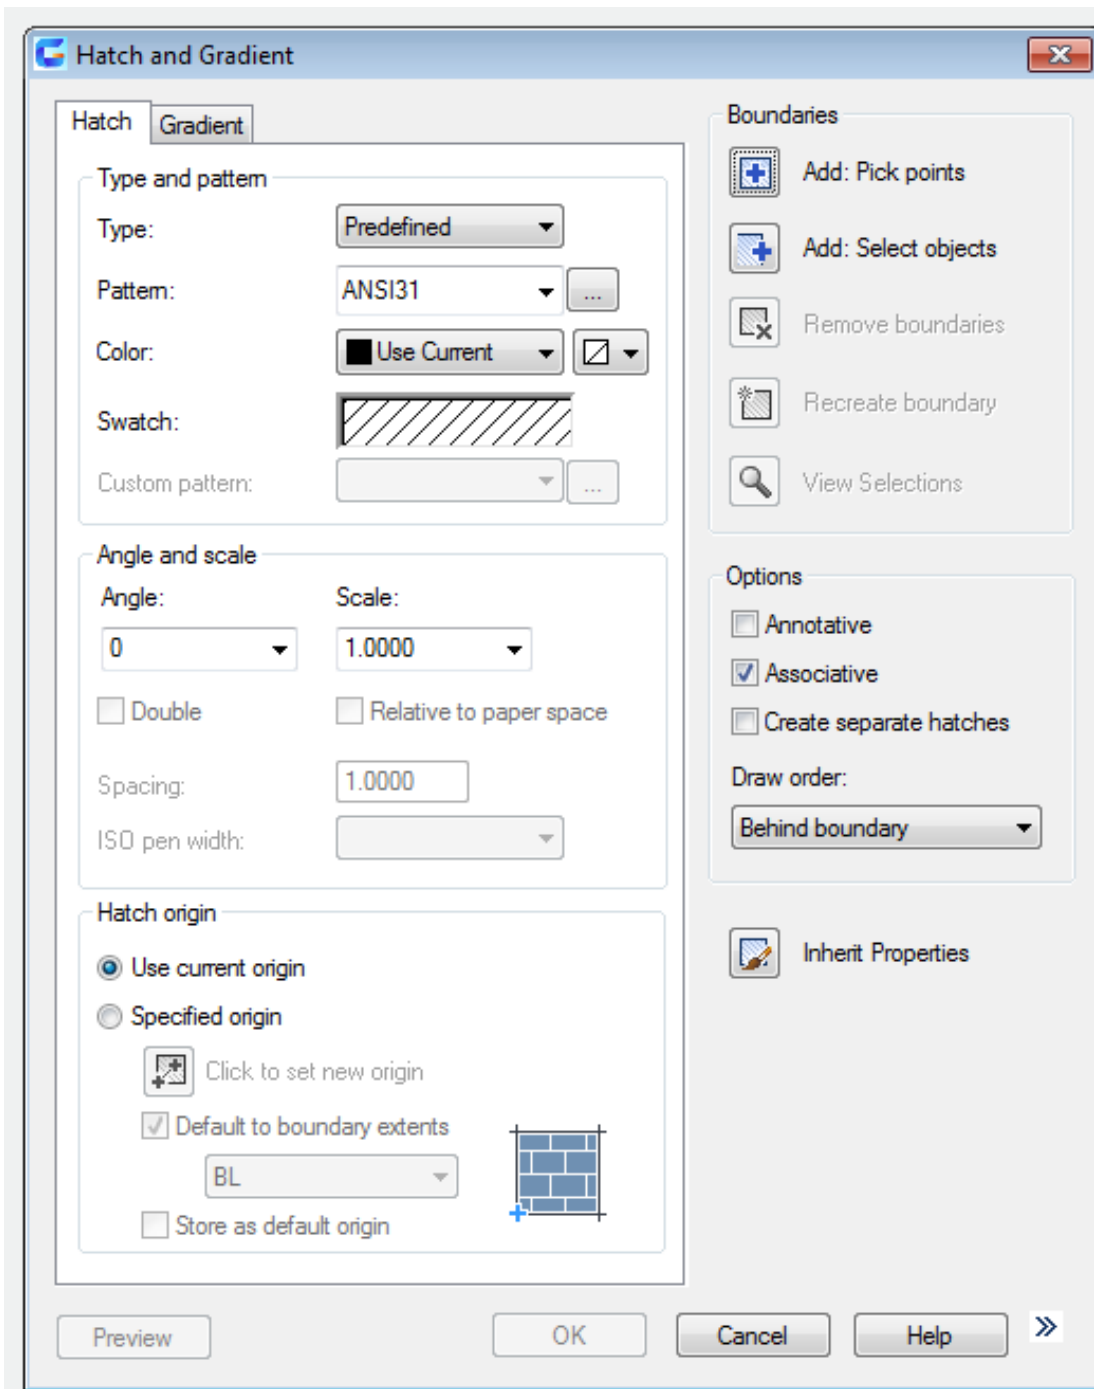 Hatch and Gradient
Hatch
Gradient
Type and pattern
Type:
Predefined
Pattern:
ANSI31
...
Color:
Use Current
Swatch:
Custom pattern:
...
Angle and scale
Angle:
Scale:
0
1.0000
Double
Relative to paper space
Spacing:
1.0000
ISO pen width:
Hatch origin
Use current origin
Specified origin
Click to set new origin
Default to boundary extents
BL
Store as default origin
Boundaries
Add: Pick points
Add: Select objects
Remove boundaries
Recreate boundary
View Selections
Options
Annotative
Associative
Create separate hatches
Draw order:
Behind boundary
Inherit Properties
Preview
OK
Cancel
Help